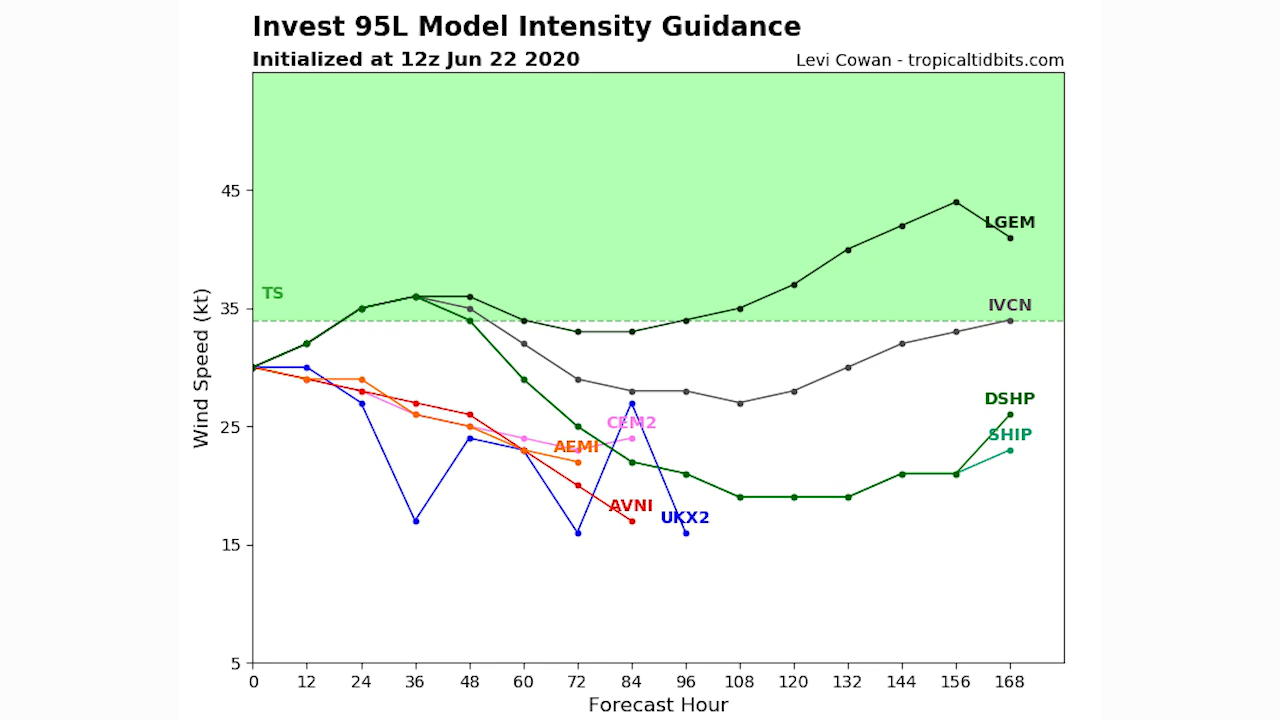 Invest 95L Model Intensity Guidance
Initialized at 12z Jun 22 2020
Levi Cowan - tropicaltidbits.com
45
LGEM
TS
35
IVCN
Wind Speed (kt)
25
DSHP
CEM2
SHIP
AEMI
AVNI
UKX2
15
5
0 12 24 36 48 60 72 84 96 108 120 132 144 156 168
Forecast Hour